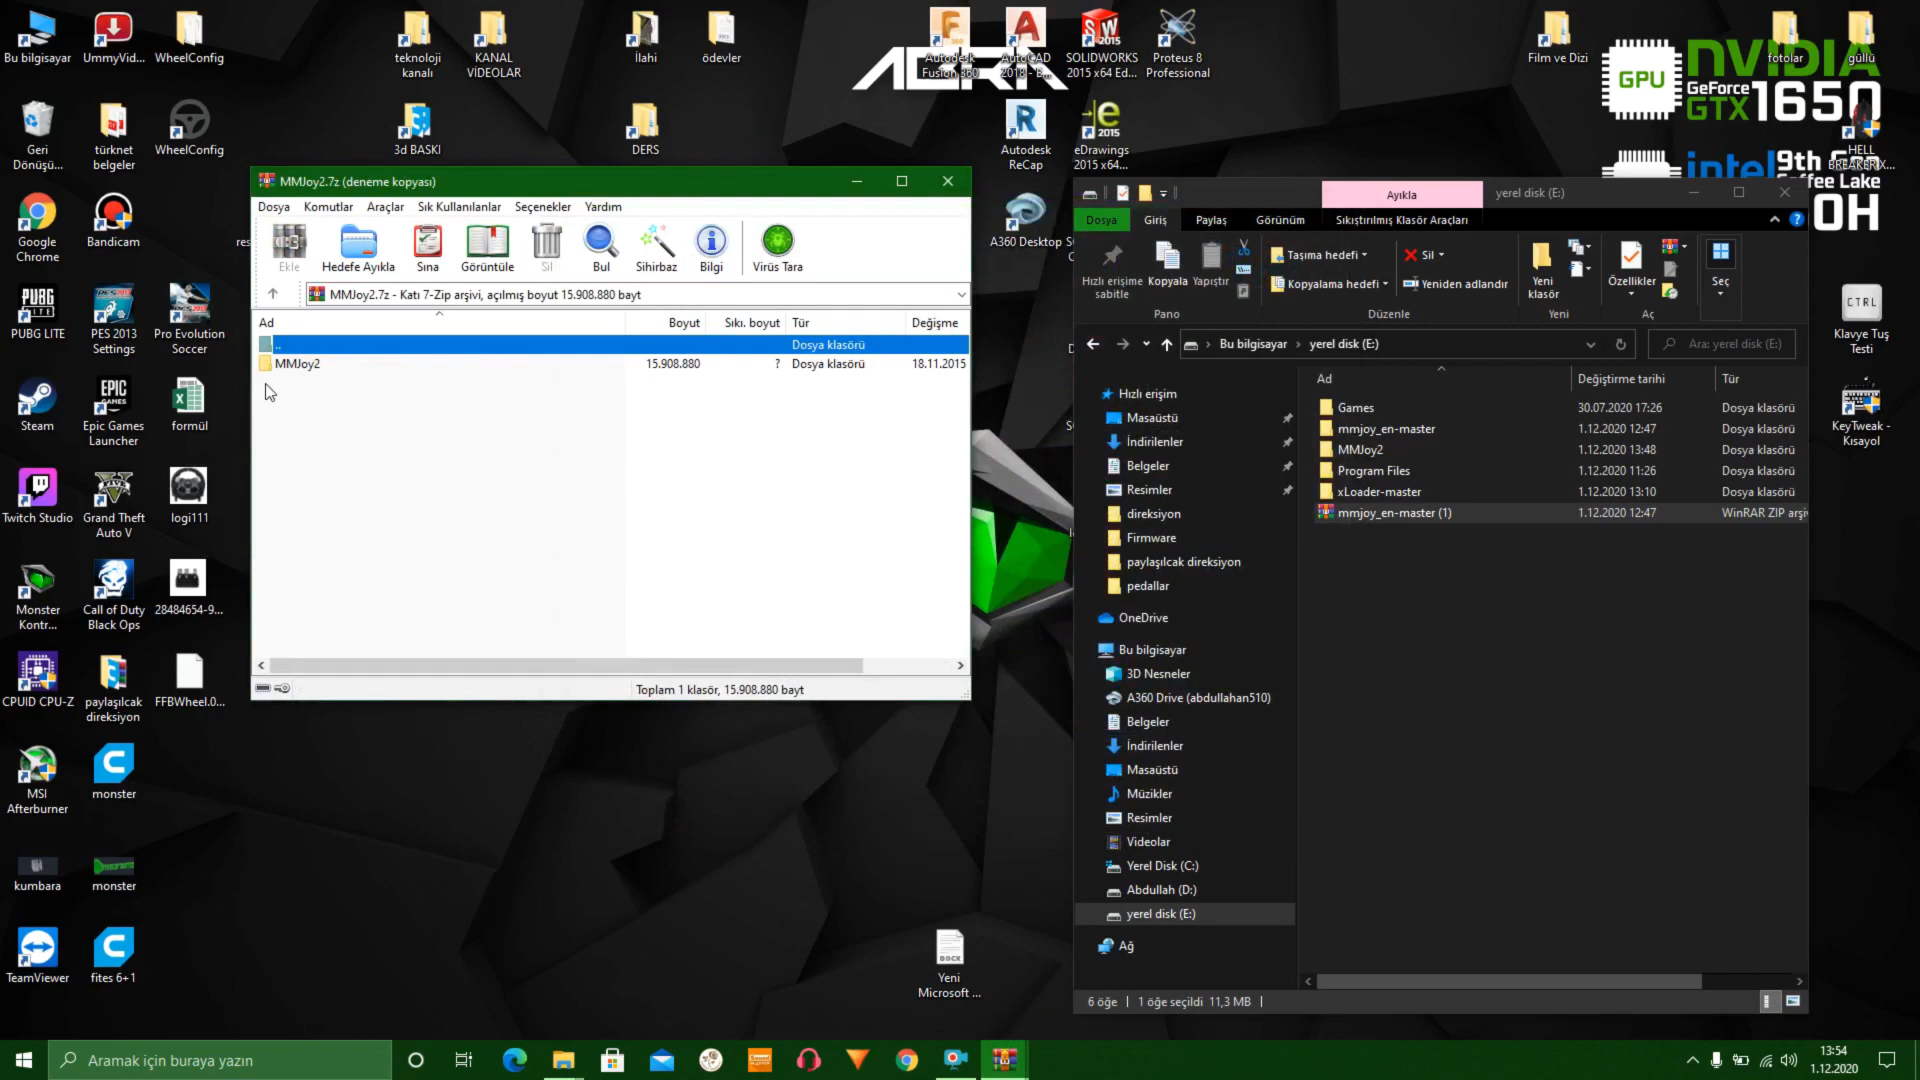 Bu bilgisayar
UmmyVid...
WheelConfig
teknoloji
kanalı
KANAL
VIDEOLAR
İlahi
ödevler
Autodesk
Fusion 360
AutoCAD
SOLIDWORKS
2015 x64 Ed...
Proteus 8
Professional
Film ve Dizi
fotolar
güllü
GPU
NVIDIA
GeForce
GTX 1650
Geri
Dönüşü...
türknet
belgeler
WheelConfig
3d BASKI
DERS
Autodesk
ReCap
eDrawings
2015 x64...
intel
HELL
Google
Chrome
Bandicam
A360 Desktop
PUBG LITE
PES 2013
Settings
Pro Evolution
Soccer
CTRL
Klavye Tuş
Testi
Steam
Epic Games
Launcher
formül
KeyTweak -
Kısayol
Twitch Studio
Grand Theft
Auto V
logi111
Monster
Kontr...
Call of Duty
Black Ops
28484654-9...
CPUID CPU-Z
paylaşılcak
direksiyon
FFBWheel.0...
MSI
Afterburner
monster
kumbara
monster
TeamViewer
fites 6+1
DOCX
Yeni
Microsoft ...
MMJoy2.7z (deneme kopyası)
Dosya Komutlar Araçlar Sık Kullanılanlar Seçenekler Yardım
Ekle Hedefe Ayıkla Sına Görüntüle Sil Bul Sihirbaz Bilgi Virüs Tara
MMJoy2.7z - Katı 7-Zip arşivi, açılmış boyut 15.908.880 bayt
Ad Boyut Sıkı. boyut Tür Değişme
.. Dosya klasörü
MMJoy2 15.908.880 ? Dosya klasörü 18.11.2015
Toplam 1 klasör, 15.908.880 bayt
Ayıkla yerel disk (E:)
Dosya Giriş Paylaş Görünüm Sıkıştırılmış Klasör Araçları
Hızlı erişime
sabitle
Kopyala
Yapıştır
Taşıma hedefi
Kopyalama hedefi
Sil
Yeniden adlandır
Yeni
klasör
Özellikler
Seç
Pano Düzenle Yeni Aç
Bu bilgisayar yerel disk (E:)
Ara: yerel disk (E:)
Hızlı erişim
Masaüstü
İndirilenler
Belgeler
Resimler
direksiyon
Firmware
paylaşılcak direksiyon
pedallar
OneDrive
Bu bilgisayar
3D Nesneler
A360 Drive (abdullahan510)
Belgeler
İndirilenler
Masaüstü
Müzikler
Resimler
Videolar
Yerel Disk (C:)
Abdullah (D:)
yerel disk (E:)
Ağ
Ad Değiştirme tarihi Tür
Games 30.07.2020 17:26 Dosya klasörü
mmjoy_en-master 1.12.2020 12:47 Dosya klasörü
MMJoy2 1.12.2020 13:48 Dosya klasörü
Program Files 1.12.2020 11:26 Dosya klasörü
xLoader-master 1.12.2020 13:10 Dosya klasörü
mmjoy_en-master (1) 1.12.2020 12:47 WinRAR ZIP arşiv
6 öğe 1 öğe seçildi 11,3 MB
Aramak için buraya yazın
13:54
1.12.2020